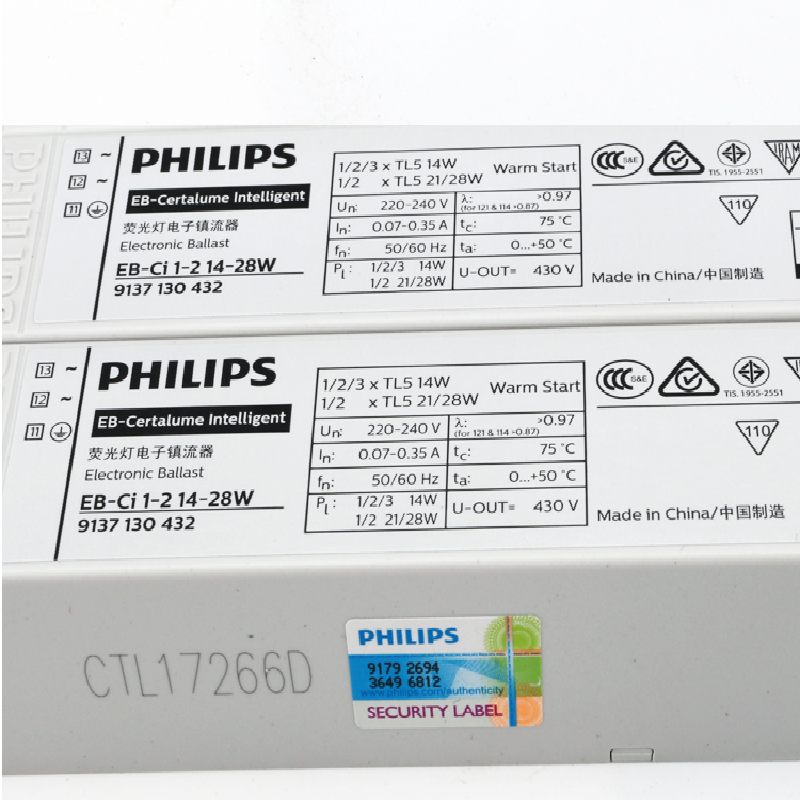 PHILIPS
13 ~
12 ~
11
PHILIPS
EB-Certalume Intelligent
荧光灯电子镇流器
Electronic Ballast
EB-Ci 1-2 14-28W
9137 130 432
1/2/3 x TL5 14W
1/2 x TL5 21/28W
Warm Start
Un: 220-240 V
λ: >0.97
(for 121 & 114 >0.87)
In: 0.07-0.35 A
tc: 75 °C
fn: 50/60 Hz
ta: 0...+50 °C
PL: 1/2/3 14W
1/2 21/28W
U-OUT= 430 V
CCC S&E
TIS. 1955-2551
110
Made in China/中国制造
13 ~
12 ~
11
PHILIPS
EB-Certalume Intelligent
荧光灯电子镇流器
Electronic Ballast
EB-Ci 1-2 14-28W
9137 130 432
1/2/3 x TL5 14W
1/2 x TL5 21/28W
Warm Start
Un: 220-240 V
λ: >0.97
(for 121 & 114 >0.87)
In: 0.07-0.35 A
tc: 75 °C
fn: 50/60 Hz
ta: 0...+50 °C
PL: 1/2/3 14W
1/2 21/28W
U-OUT= 430 V
CCC S&E
TIS. 1955-2551
110
Made in China/中国制造
CTL17266D
PHILIPS
9179 2694
3649 6812
www.philips.com/authenticity
SECURITY LABEL